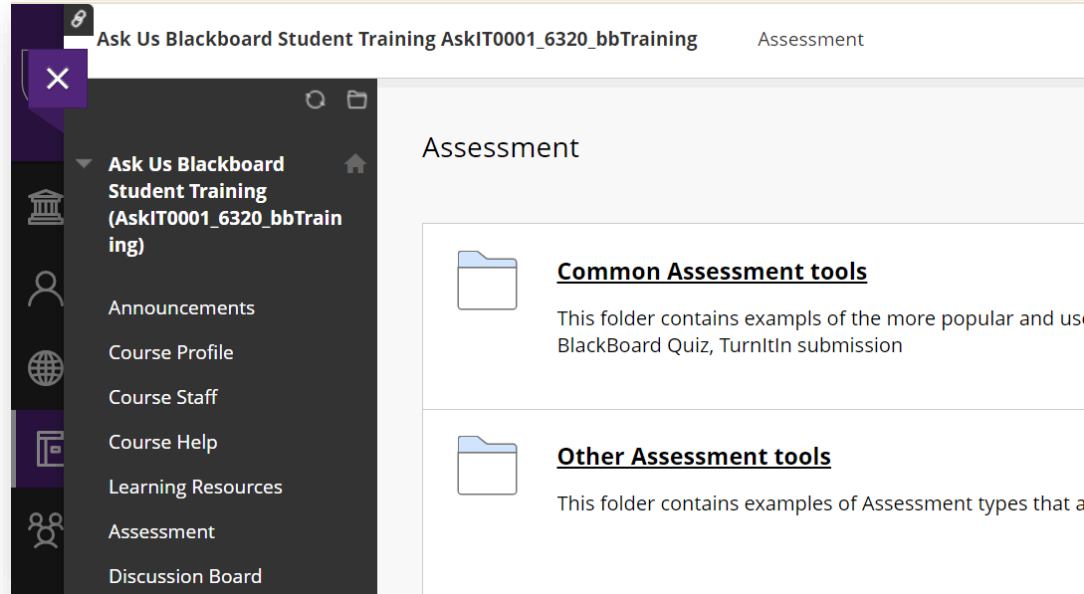 Ask Us Blackboard Student Training AskIT0001_6320_bbTraining Assessment
Ask Us Blackboard
Student Training
(AskIT0001_6320_bbTrain
ing)
Announcements
Course Profile
Course Staff
Course Help
Learning Resources
Assessment
Discussion Board
Assessment
Common Assessment tools
This folder contains exampls of the more popular and
BlackBoard Quiz, TurnItIn submission
Other Assessment tools
This folder contains examples of Assessment types that